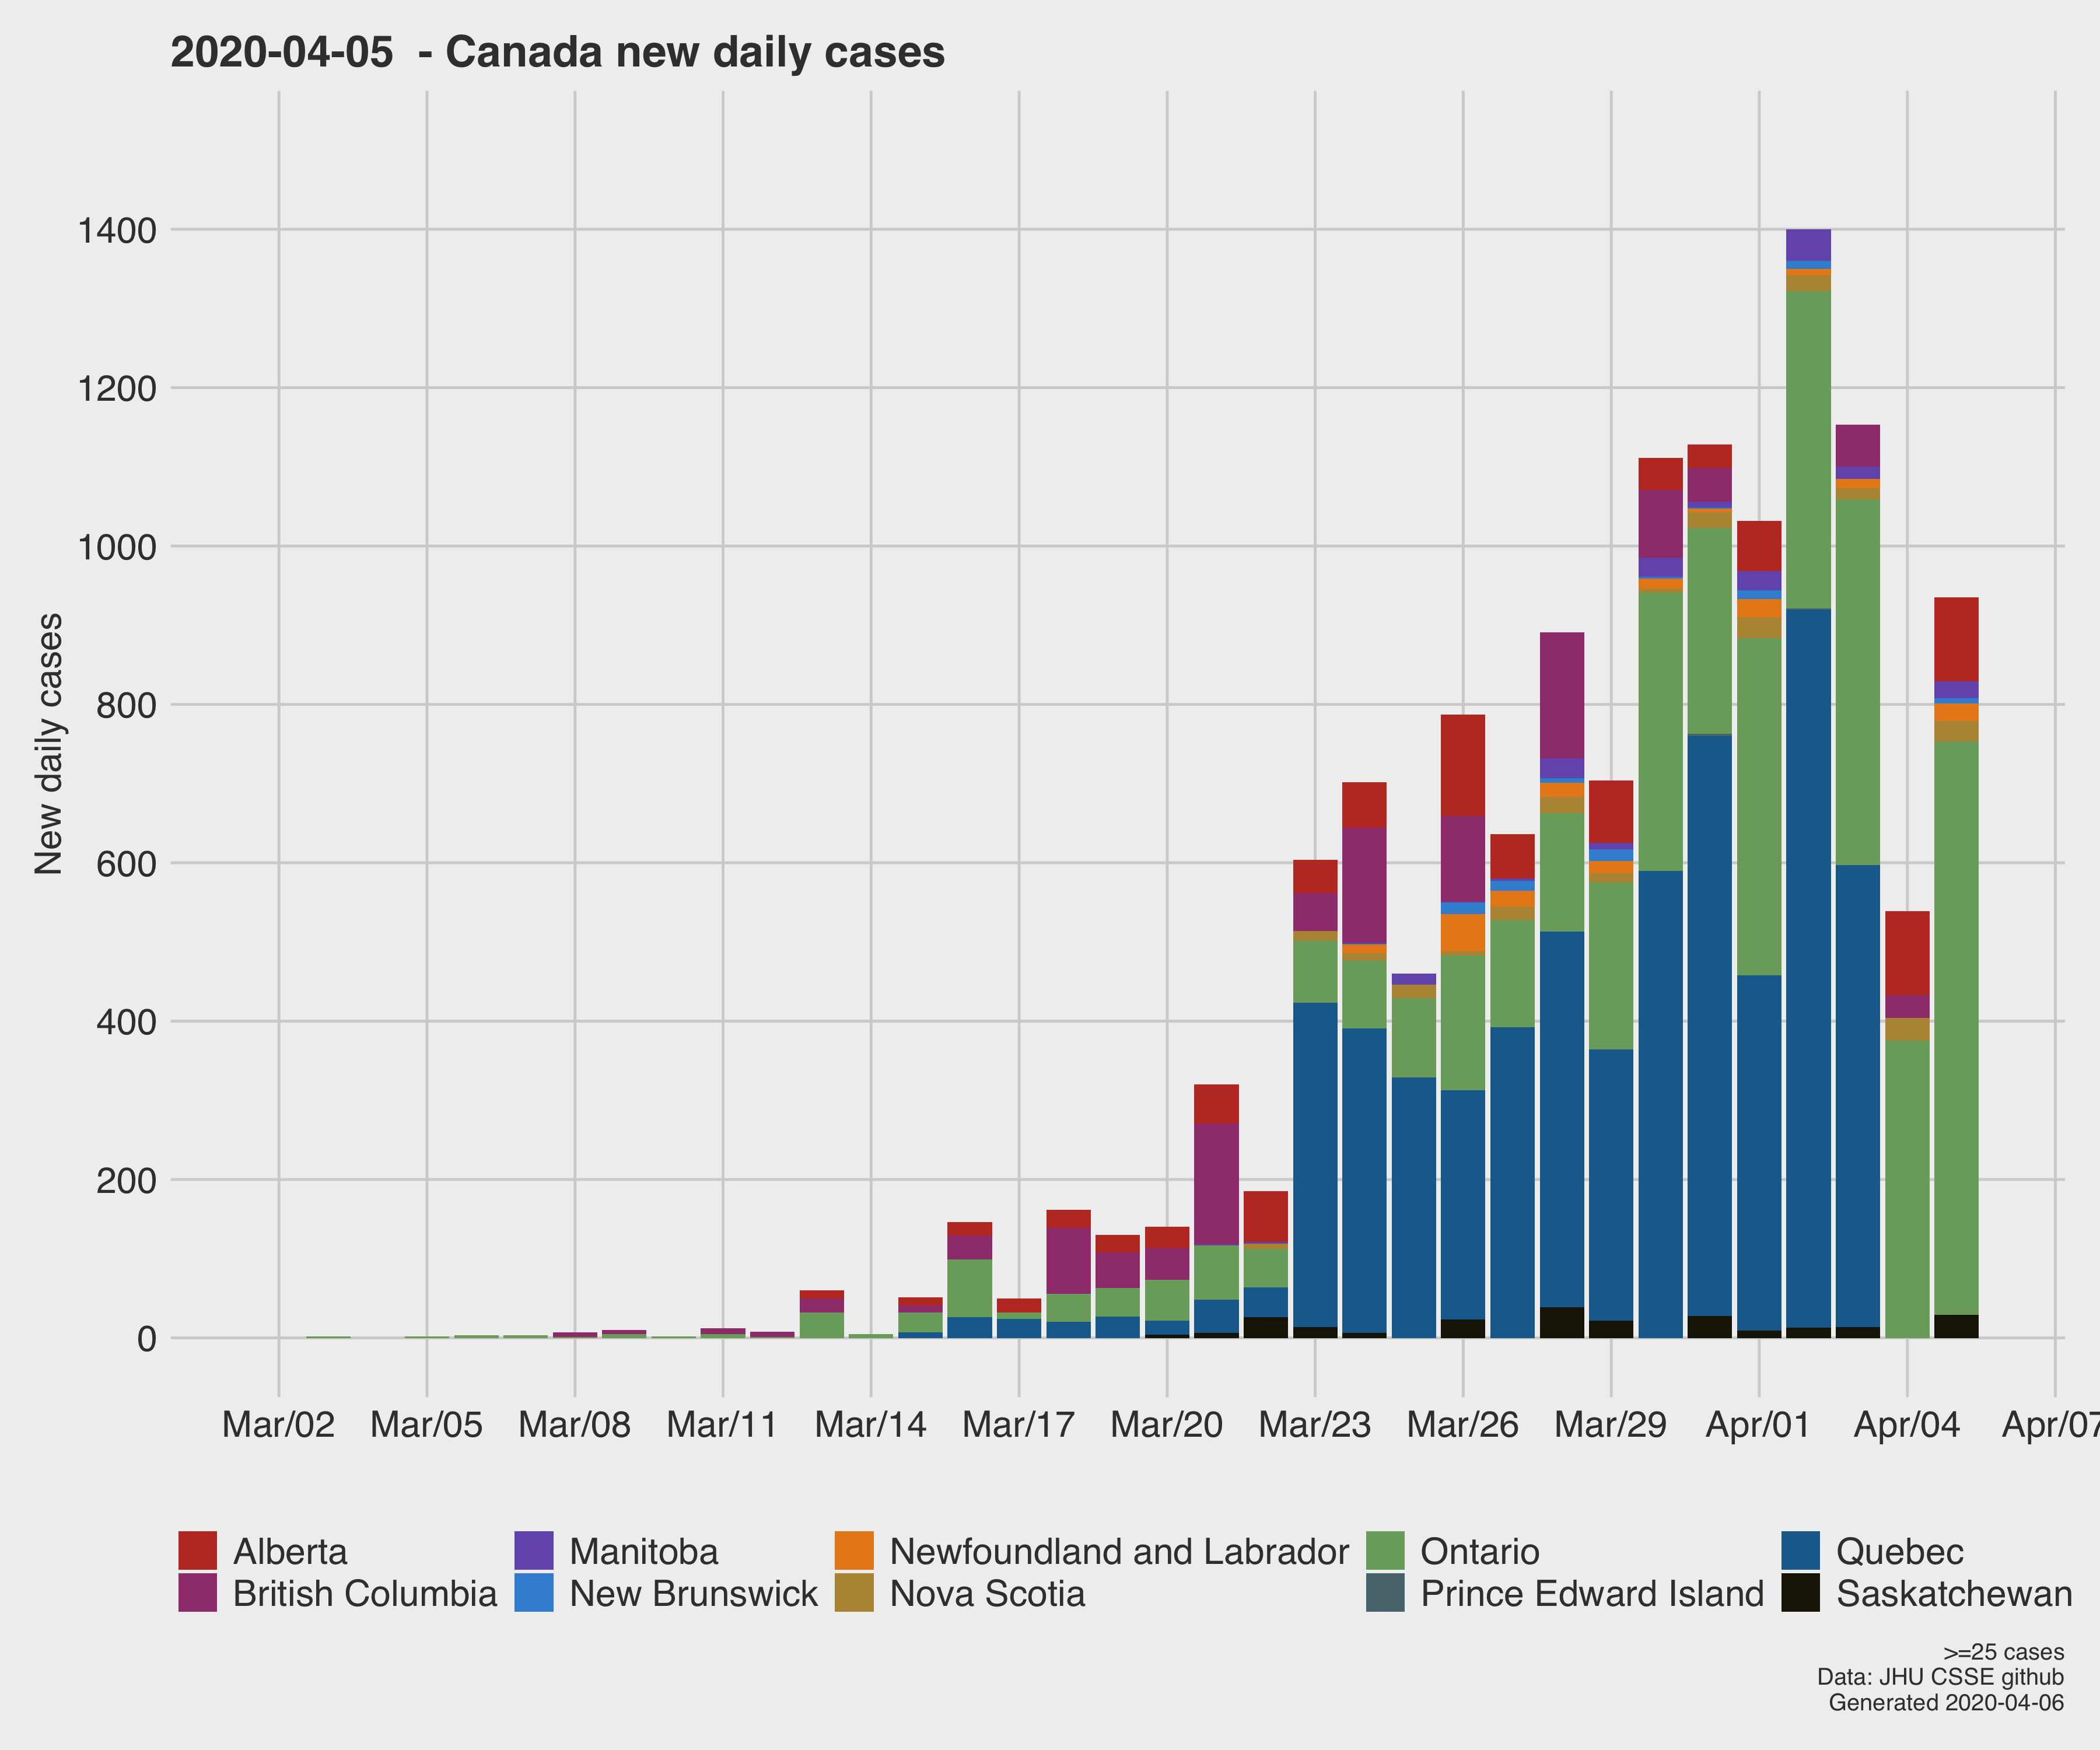 2020-04-05  - Canada new daily cases
New daily cases
1400
1200
1000
800
600
400
200
0
Mar/02 Mar/05 Mar/08 Mar/11 Mar/14 Mar/17 Mar/20 Mar/23 Mar/26 Mar/29 Apr/01 Apr/04 Apr/07
Alberta Manitoba Newfoundland and Labrador Ontario Quebec
British Columbia New Brunswick Nova Scotia Prince Edward Island Saskatchewan
>=25 cases
Data: JHU CSSE github
Generated 2020-04-06